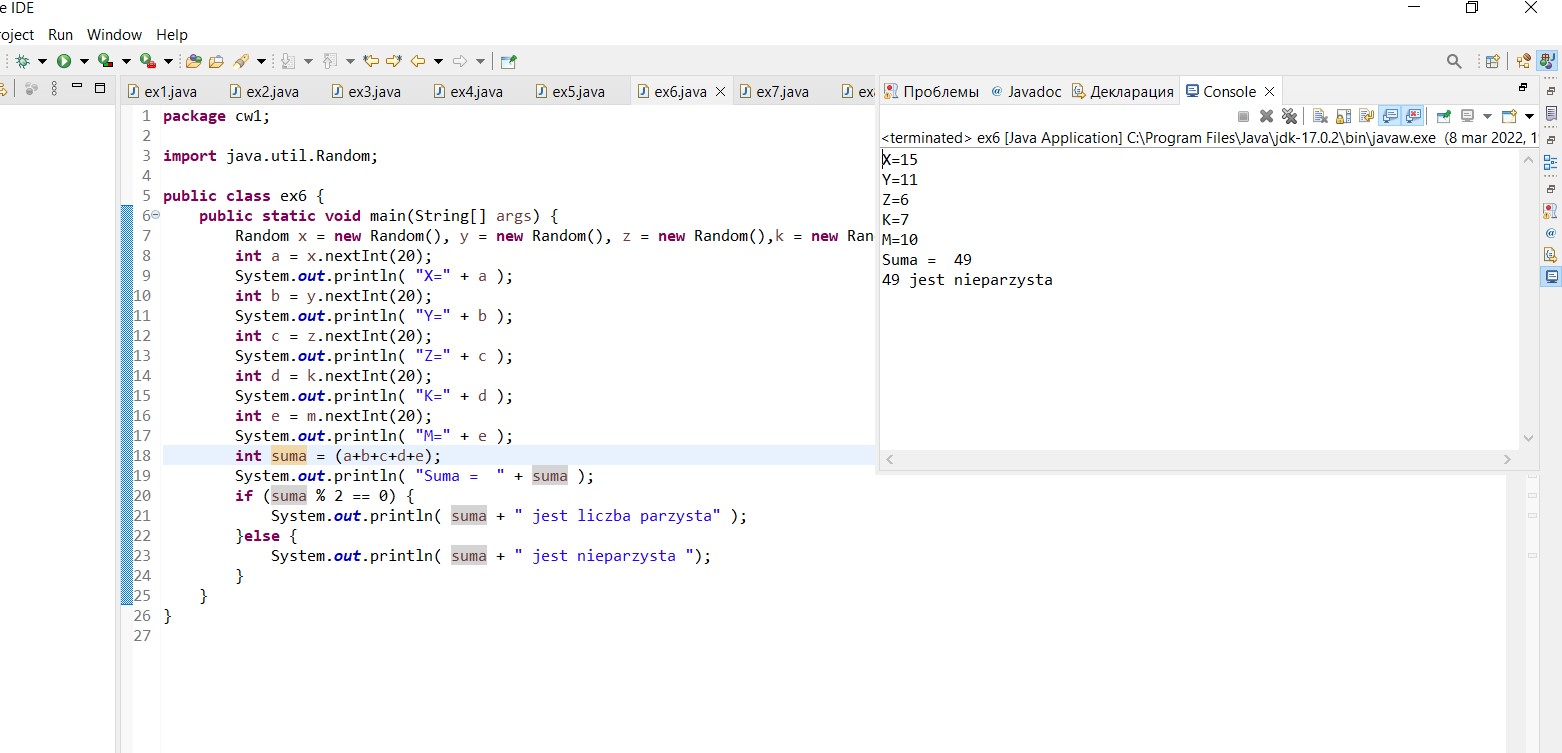 e IDE
oject Run Window Help
ex1.java ex2.java ex3.java ex4.java ex5.java ex6.java ex7.java ex
Проблемы Javadoc Декларация Console
<terminated> ex6 [Java Application] C:\Program Files\Java\jdk-17.0.2\bin\javaw.exe (8 mar 2022, 1
1 package cw1;
2
3 import java.util.Random;
4
5 public class ex6 {
6 public static void main(String[] args) {
7 Random x = new Random(), y = new Random(), z = new Random(),k = new Ran
8 int a = x.nextInt(20);
9 System.out.println( "X=" + a );
10 int b = y.nextInt(20);
11 System.out.println( "Y=" + b );
12 int c = z.nextInt(20);
13 System.out.println( "Z=" + c );
14 int d = k.nextInt(20);
15 System.out.println( "K=" + d );
16 int e = m.nextInt(20);
17 System.out.println( "M=" + e );
18 int suma = (a+b+c+d+e);
19 System.out.println( "Suma =  " + suma );
20 if (suma % 2 == 0) {
21 System.out.println( suma + " jest liczba parzysta" );
22 }else {
23 System.out.println( suma + " jest nieparzysta ");
24 }
25 }
26 }
27
X=15
Y=11
Z=6
K=7
M=10
Suma =  49
49 jest nieparzysta